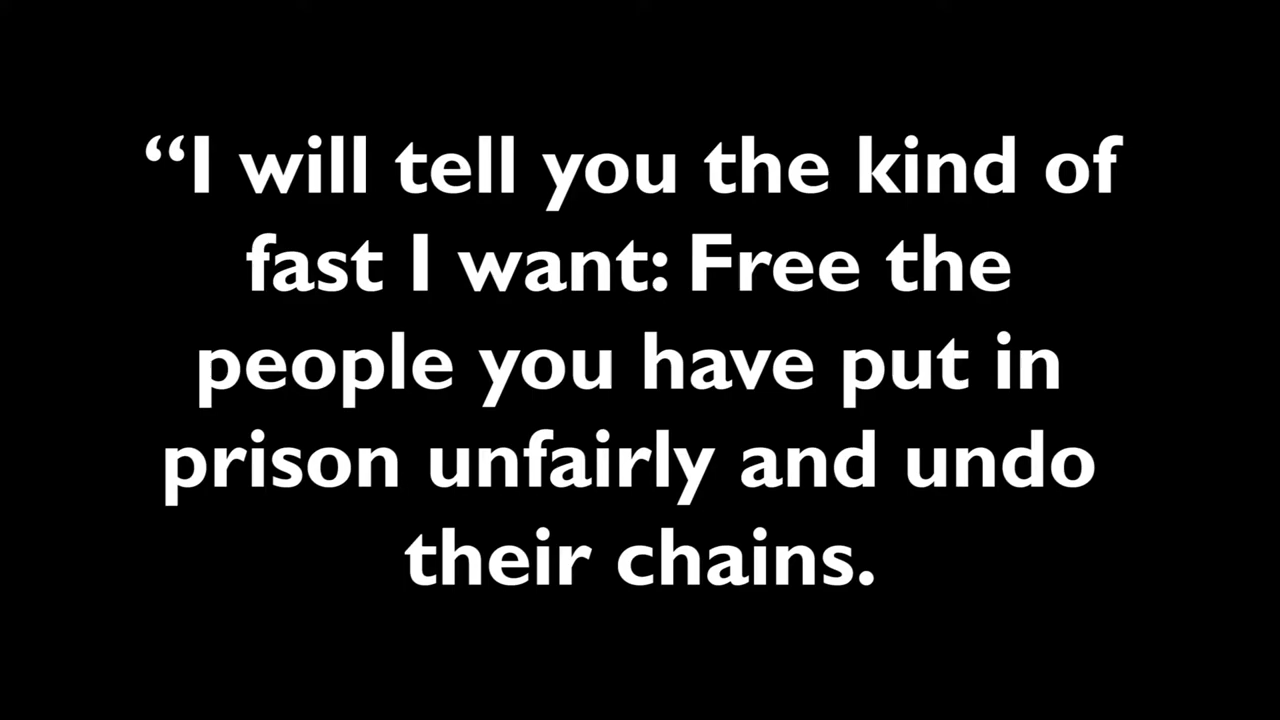 “I will tell you the kind of
fast I want: Free the
people you have put in
prison unfairly and undo
their chains.